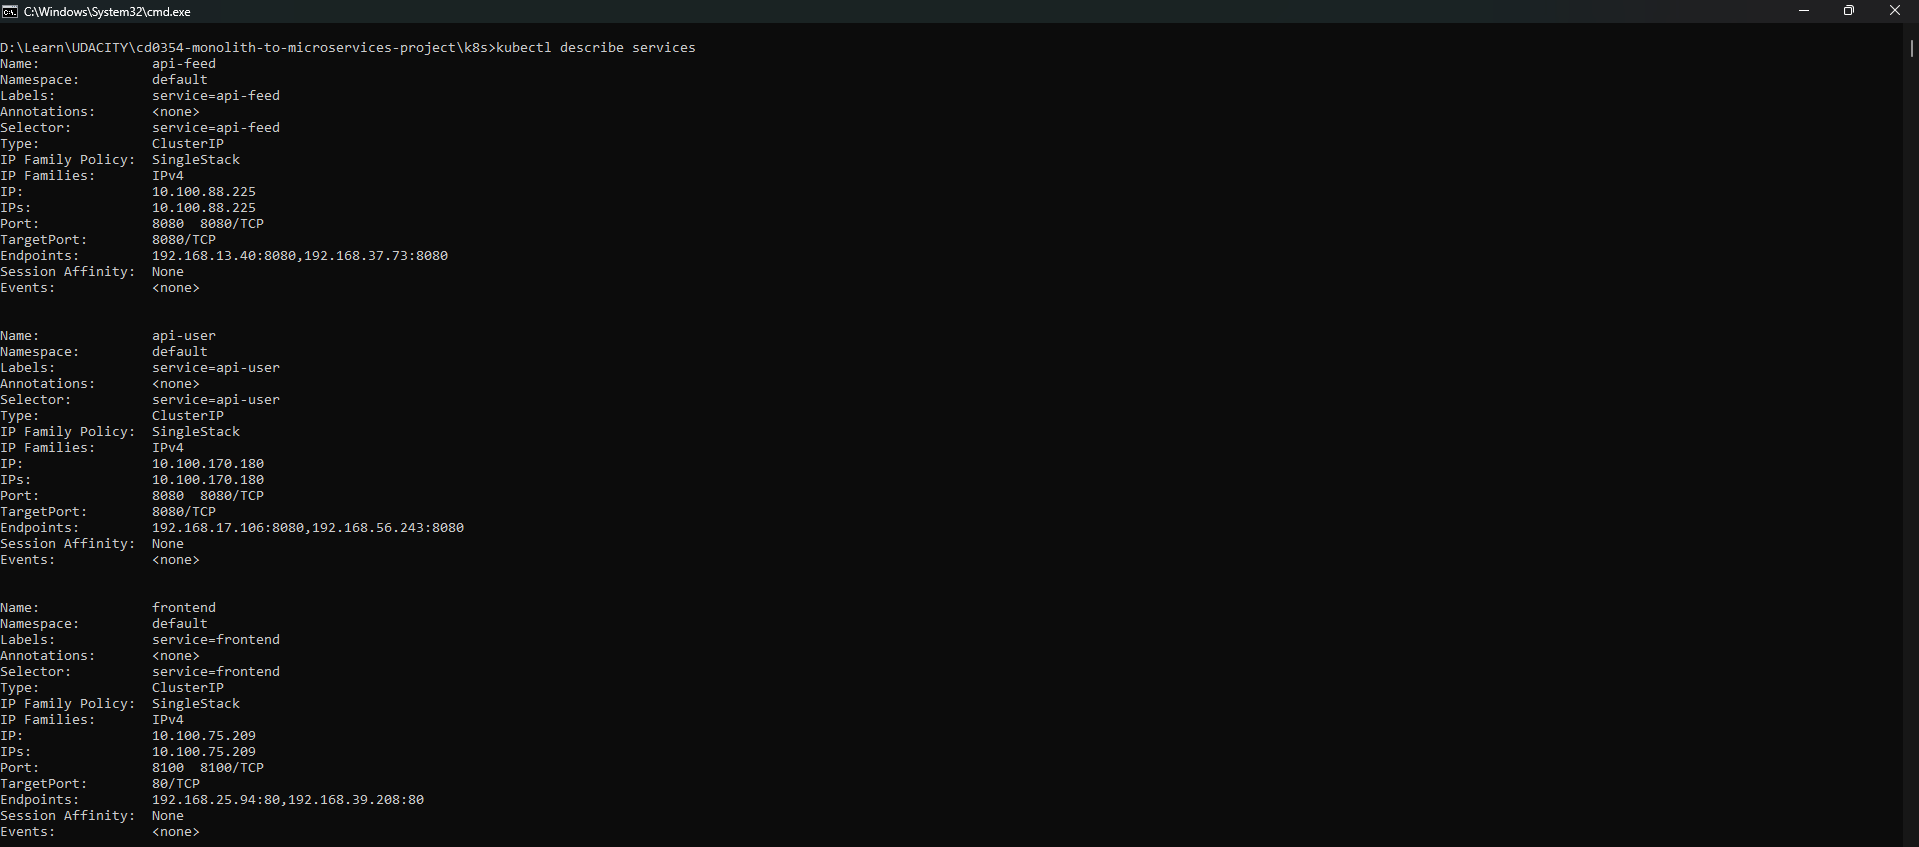 C:\Windows\System32\cmd.exe
D:\Learn\UDACITY\cd0354-monolith-to-microservices-project\k8s>kubectl describe services
Name:              api-feed
Namespace:         default
Labels:            service=api-feed
Annotations:       <none>
Selector:          service=api-feed
Type:              ClusterIP
IP Family Policy:  SingleStack
IP Families:       IPv4
IP:                10.100.88.225
IPs:               10.100.88.225
Port:              8080  8080/TCP
TargetPort:        8080/TCP
Endpoints:         192.168.13.40:8080,192.168.37.73:8080
Session Affinity:  None
Events:            <none>
Name:              api-user
Namespace:         default
Labels:            service=api-user
Annotations:       <none>
Selector:          service=api-user
Type:              ClusterIP
IP Family Policy:  SingleStack
IP Families:       IPv4
IP:                10.100.170.180
IPs:               10.100.170.180
Port:              8080  8080/TCP
TargetPort:        8080/TCP
Endpoints:         192.168.17.106:8080,192.168.56.243:8080
Session Affinity:  None
Events:            <none>
Name:              frontend
Namespace:         default
Labels:            service=frontend
Annotations:       <none>
Selector:          service=frontend
Type:              ClusterIP
IP Family Policy:  SingleStack
IP Families:       IPv4
IP:                10.100.75.209
IPs:               10.100.75.209
Port:              8100  8100/TCP
TargetPort:        80/TCP
Endpoints:         192.168.25.94:80,192.168.39.208:80
Session Affinity:  None
Events:            <none>